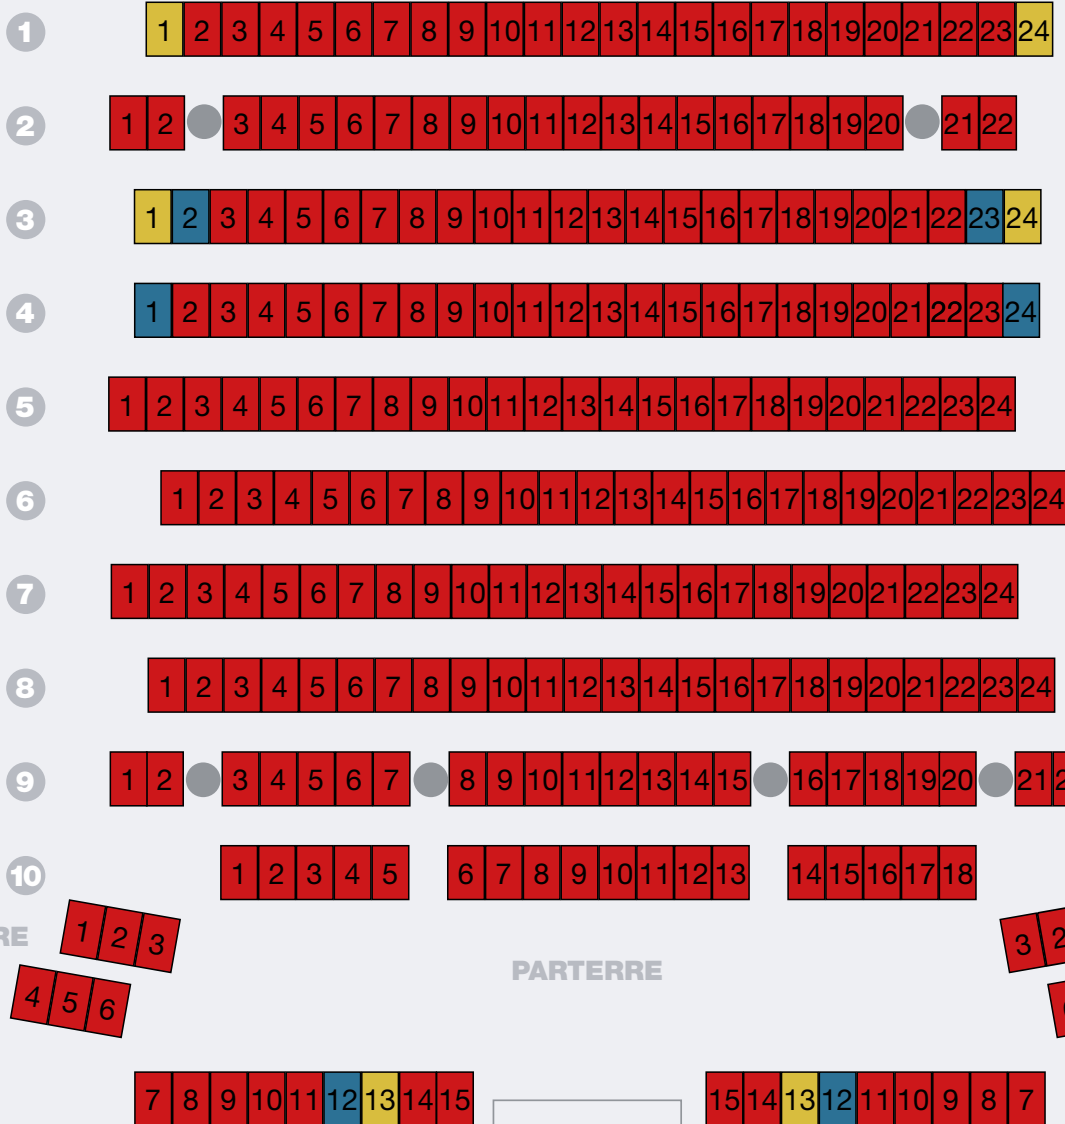 1 1 2 3 4 5 6 7 8 9 10 11 12 13 14 15 16 17 18 19 20 21 22 23 24
2 1 2 3 4 5 6 7 8 9 10 11 12 13 14 15 16 17 18 19 20 21 22
3 1 2 3 4 5 6 7 8 9 10 11 12 13 14 15 16 17 18 19 20 21 22 23 24
4 1 2 3 4 5 6 7 8 9 10 11 12 13 14 15 16 17 18 19 20 21 22 23 24
5 1 2 3 4 5 6 7 8 9 10 11 12 13 14 15 16 17 18 19 20 21 22 23 24
6 1 2 3 4 5 6 7 8 9 10 11 12 13 14 15 16 17 18 19 20 21 22 23 24
7 1 2 3 4 5 6 7 8 9 10 11 12 13 14 15 16 17 18 19 20 21 22 23 24
8 1 2 3 4 5 6 7 8 9 10 11 12 13 14 15 16 17 18 19 20 21 22 23 24
9 1 2 3 4 5 6 7 8 9 10 11 12 13 14 15 16 17 18 19 20 21
10 1 2 3 4 5 6 7 8 9 10 11 12 13 14 15 16 17 18
RE 1 2 3 3 2
PARTERRE
4 5 6
7 8 9 10 11 12 13 14 15 15 14 13 12 11 10 9 8 7